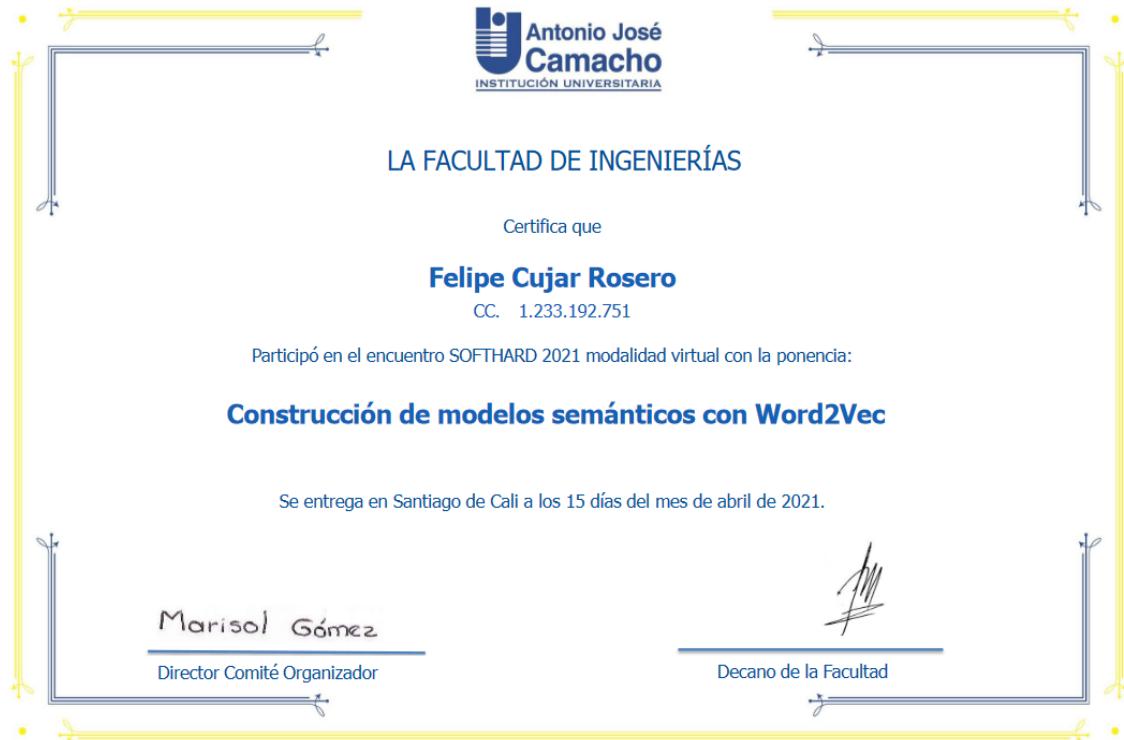 Antonio José
Camacho
INSTITUCIÓN UNIVERSITARIA
LA FACULTAD DE INGENIERÍAS
Certifica que
Felipe Cujar Rosero
CC. 1.233.192.751
Participó en el encuentro SOFTHARD 2021 modalidad virtual con la ponencia:
Construcción de modelos semánticos con Word2Vec
Se entrega en Santiago de Cali a los 15 días del mes de abril de 2021.
Marisol Gómez
Director Comité Organizador
Decano de la Facultad